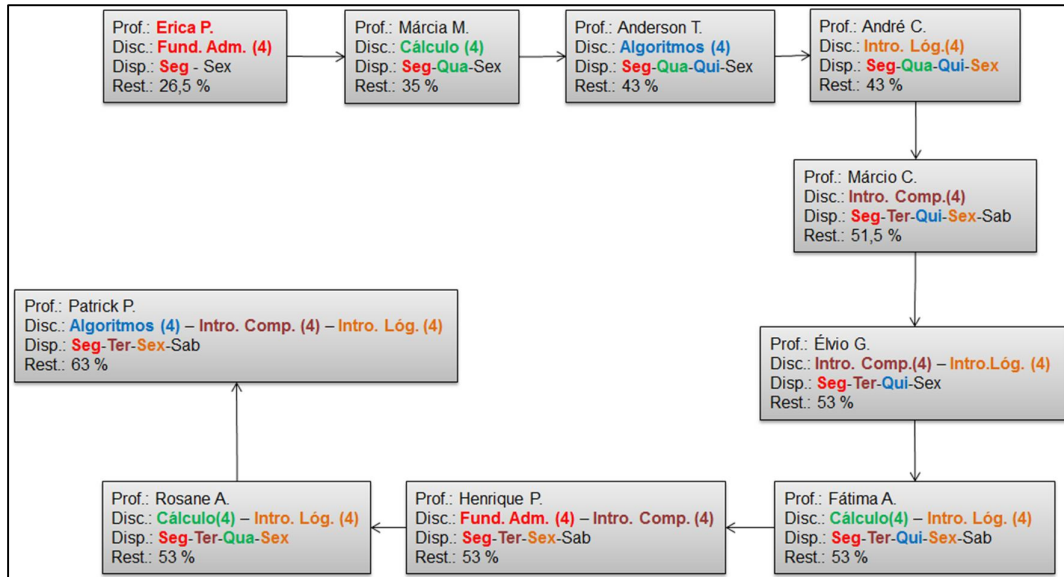 Prof.: Erica P.
Disc.: Fund. Adm. (4)
Disp.: Seg - Sex
Rest.: 26,5 %
Prof.: Márcia M.
Disc.: Cálculo (4)
Disp.: Seg-Qua-Sex
Rest.: 35 %
Prof.: Anderson T.
Disc.: Algoritmos (4)
Disp.: Seg-Qua-Qui-Sex
Rest.: 43 %
Prof.: André C.
Disc.: Intro. Lóg.(4)
Disp.: Seg-Qua-Qui-Sex
Rest.: 43 %
Prof.: Márcio C.
Disc.: Intro. Comp.(4)
Disp.: Seg-Ter-Qui-Sex-Sab
Rest.: 51,5 %
Prof.: Élvio G.
Disc.: Intro. Comp.(4) – Intro.Lóg. (4)
Disp.: Seg-Ter-Qui-Sex
Rest.: 53 %
Prof.: Fátima A.
Disc.: Cálculo(4) – Intro. Lóg. (4)
Disp.: Seg-Ter-Qui-Sex-Sab
Rest.: 53 %
Prof.: Henrique P.
Disc.: Fund. Adm. (4) – Intro. Comp. (4)
Disp.: Seg-Ter-Sex-Sab
Rest.: 53 %
Prof.: Rosane A.
Disc.: Cálculo(4) – Intro. Lóg. (4)
Disp.: Seg-Ter-Qua-Sex
Rest.: 53 %
Prof.: Patrick P.
Disc.: Algoritmos (4) – Intro. Comp. (4) – Intro. Lóg. (4)
Disp.: Seg-Ter-Sex-Sab
Rest.: 63 %